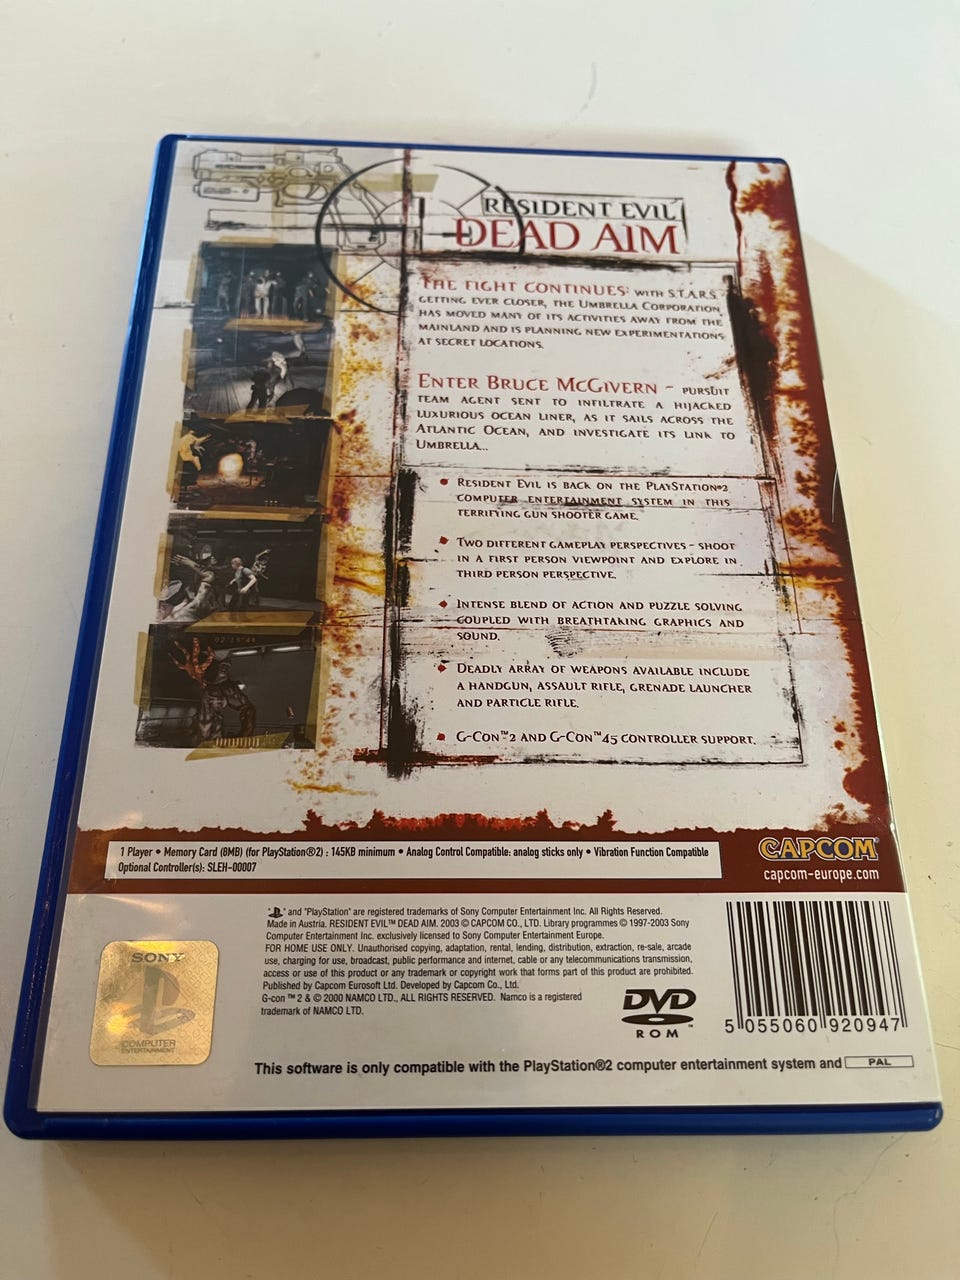 RESIDENT EVIL
DEAD AIM
THE FIGHT CONTINUES: WITH S.T.A.R.S.
GETTING EVER CLOSER, THE UMBRELLA CORPORATION
HAS MOVED MANY OF ITS ACTIVITIES AWAY FROM THE
MAINLAND AND IS PLANNING NEW EXPERIMENTATIONS
AT SECRET LOCATIONS.
ENTER BRUCE MCGIVERN – PURSUIT
TEAM AGENT SENT TO INFILTRATE A HIJACKED
LUXURIOUS OCEAN LINER, AS IT SAILS ACROSS THE
ATLANTIC OCEAN, AND INVESTIGATE ITS LINK TO
UMBRELLA...
RESIDENT EVIL IS BACK ON THE PLAYSTATION®2
COMPUTER ENTERTAINMENT SYSTEM IN THIS
TERRIFYING GUN SHOOTER GAME.
TWO DIFFERENT GAMEPLAY PERSPECTIVES – SHOOT
IN A FIRST PERSON VIEWPOINT AND EXPLORE IN
THIRD PERSON PERSPECTIVE.
INTENSE BLEND OF ACTION AND PUZZLE SOLVING
COUPLED WITH BREATHTAKING GRAPHICS AND
SOUND.
DEADLY ARRAY OF WEAPONS AVAILABLE INCLUDE
A HANDGUN, ASSAULT RIFLE, GRENADE LAUNCHER
AND PARTICLE RIFLE.
G-CON™2 AND G-CON™45 CONTROLLER SUPPORT.
1 Player • Memory Card (8MB) (for PlayStation®2) : 145KB minimum • Analog Control Compatible: analog sticks only • Vibration Function Compatible
Optional Controller(s): SLEH-00007
CAPCOM®
capcom-europe.com
" " and "PlayStation" are registered trademarks of Sony Computer Entertainment Inc. All Rights Reserved.
Made in Austria. RESIDENT EVIL™ DEAD AIM. 2003 © CAPCOM CO., LTD. Library programmes © 1997-2003 Sony
Computer Entertainment Inc. exclusively licensed to Sony Computer Entertainment Europe.
FOR HOME USE ONLY. Unauthorised copying, adaptation, rental, lending, distribution, extraction, re-sale, arcade
use, charging for use, broadcast, public performance and internet, cable or any telecommunications transmission,
access or use of this product or any trademark or copyright work that forms part of this product are prohibited.
Published by Capcom Eurosoft Ltd. Developed by Capcom Co., Ltd.
G-con ™ 2 & © 2000 NAMCO LTD., ALL RIGHTS RESERVED. Namco is a registered
trademark of NAMCO LTD.
SONY
COMPUTER
ENTERTAINMENT
DVD
ROM
5 055060 920947
This software is only compatible with the PlayStation®2 computer entertainment system and PAL